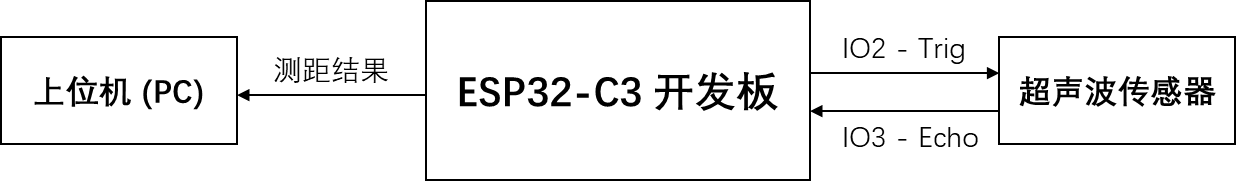 上位机 (PC)
测距结果
ESP32-C3 开发板
IO2 - Trig
IO3 - Echo
超声波传感器